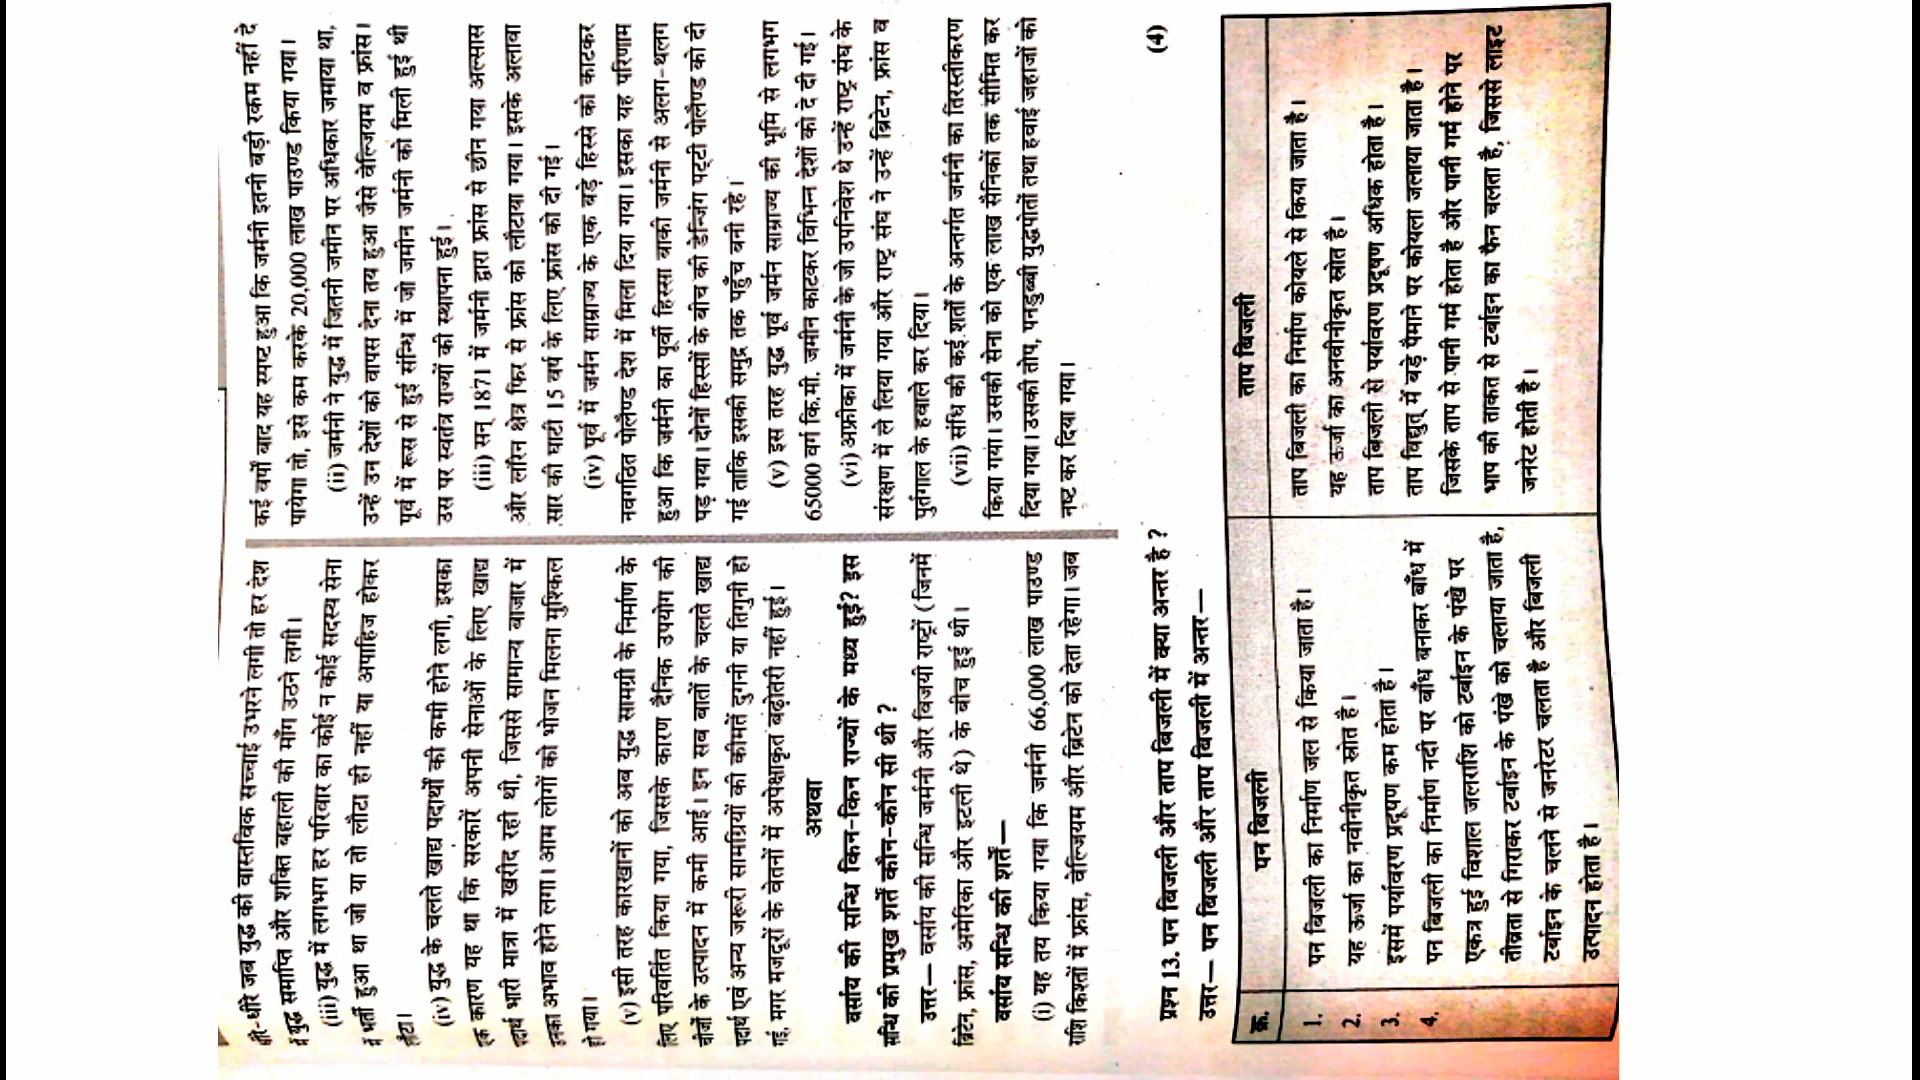 धीरे-धीरे जब युद्ध की वास्तविक सच्चाई उभरने लगी तो हर देश
में युद्ध समाप्ति और शक्ति बहाली की माँग उठने लगी।
(iii) युद्ध में लगभग हर परिवार का कोई न कोई सदस्य सेना
में भर्ती हुआ था जो या तो लौटा ही नहीं या अपाहिज होकर
लौटा।
(iv) युद्ध के चलते खाद्य पदार्थों की कमी होने लगी, इसका
एक कारण यह था कि सरकारें अपनी सेनाओं के लिए खाद्य
पदार्थ भारी मात्रा में खरीद रही थी, जिससे सामान्य बाजार में
उनका अभाव होने लगा। आम लोगों को भोजन मिलना मुश्किल
हो गया।
(v) इसी तरह कारखानों को अब युद्ध सामग्री के निर्माण के
लिए परिवर्तित किया गया, जिसके कारण दैनिक उपयोग की
चीजों के उत्पादन में कमी आई। इन सब बातों के चलते खाद्य
पदार्थ एवं अन्य जरूरी सामग्रियों की कीमतें दुगनी या तिगुनी हो
गई, मगर मजदूरों के वेतनों में अपेक्षाकृत बढ़ोतरी नहीं हुई।
अथवा
वर्साय की सन्धि किन-किन राज्यों के मध्य हुई? इस
सन्धि की प्रमुख शर्तें कौन-कौन सी थी ?
उत्तर— वर्साय की सन्धि जर्मनी और विजयी राष्ट्रों (जिनमें
ब्रिटेन, फ्रांस, अमेरिका और इटली थे) के बीच हुई थी।
वर्साय सन्धि की शर्तें—
(i) यह तय किया गया कि जर्मनी 66,000 लाख पाउण्ड
राशि किश्तों में फ्रांस, बेल्जियम और ब्रिटेन को देता रहेगा। जब
कई वर्षों बाद यह स्पष्ट हुआ कि जर्मनी इतनी बड़ी रकम नहीं दे
पायेगा तो, इसे कम करके 20,000 लाख पाउण्ड किया गया।
(ii) जर्मनी ने युद्ध में जितनी जमीन पर अधिकार जमाया था,
उन्हें उन देशों को वापस देना तय हुआ जैसे बेल्जियम व फ्रांस।
पूर्व में रूस से हुई संन्धि में जो जमीन जर्मनी को मिली हुई थी
उस पर स्वतंत्र राज्यों की स्थापना हुई।
(iii) सन् 1871 में जर्मनी द्वारा फ्रांस से छीन गया अल्सास
और लॉरेन क्षेत्र फिर से फ्रांस को लौटाया गया। इसके अलावा
सार की घाटी 15 वर्ष के लिए फ्रांस को दी गई।
(iv) पूर्व में जर्मन साम्राज्य के एक बड़े हिस्से को काटकर
नवगठित पोलैण्ड देश में मिला दिया गया। इसका यह परिणाम
हुआ कि जर्मनी का पूर्वी हिस्सा बाकी जर्मनी से अलग-थलग
पड़ गया। दोनों हिस्सों के बीच की डेन्जिंग पट्टी पोलैण्ड को दी
गई ताकि इसकी समुद्र तक पहुँच बनी रहे।
(v) इस तरह युद्ध पूर्व जर्मन साम्राज्य की भूमि से लगभग
65000 वर्ग कि.मी. जमीन काटकर विभिन्न देशों को दे दी गई।
(vi) अफ्रीका में जर्मनी के जो उपनिवेश थे उन्हें राष्ट्र संघ के
संरक्षण में ले लिया गया और राष्ट्र संघ ने उन्हें ब्रिटेन, फ्रांस व
पुर्तगाल के हवाले कर दिया।
(vii) संधि की कई शर्तों के अन्तर्गत जर्मनी का तिरस्तीकरण
किया गया। उसकी सेना को एक लाख सैनिकों तक सीमित कर
दिया गया। उसकी तोप, पनडुब्बी युद्धपोतों तथा हवाई जहाजों को
नष्ट कर दिया गया।
प्रश्न 13. पन बिजली और ताप बिजली में क्या अन्तर है ? (4)
उत्तर— पन बिजली और ताप बिजली में अन्तर—
क्र. पन बिजली ताप बिजली
1. पन बिजली का निर्माण जल से किया जाता है। ताप बिजली का निर्माण कोयले से किया जाता है।
2. यह ऊर्जा का नवीनीकृत स्रोत है। यह ऊर्जा का अनवीनीकृत स्रोत है।
3. इसमें पर्यावरण प्रदूषण कम होता है। ताप बिजली से पर्यावरण प्रदूषण अधिक होता है।
4. पन बिजली का निर्माण नदी पर बाँध बनाकर बाँध में ताप विद्युत् में बड़े पैमाने पर कोयला जलाया जाता है।
एकत्र हुई विशाल जलराशि को टर्बाइन के पंखे पर जिसके ताप से पानी गर्म होता है और पानी गर्म होने पर
तीव्रता से गिराकर टर्बाइन के पंखे को चलाया जाता है, भाप की ताकत से टर्बाइन का फैन चलता है, जिससे लाइट
टर्बाइन के चलने से जनरेटर चलता है और बिजली जनरेट होती है।
उत्पादन होता है।